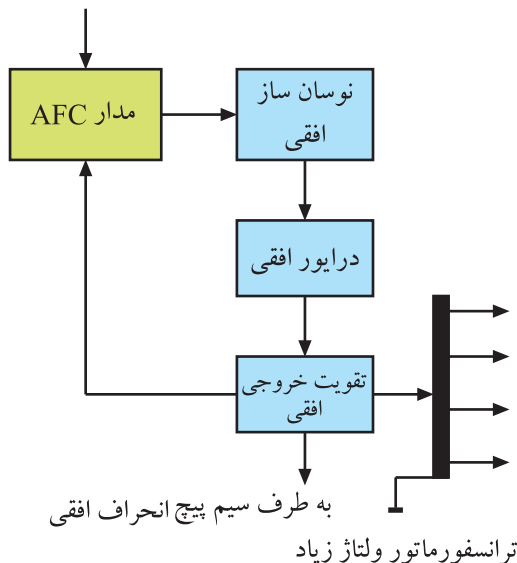 مدار AFC
نوسان ساز
افقی
درایور افقی
تقویت خروجی
افقی
به طرف سیم پیچ انحراف افقی
ترانسفورماتور ولتاژ زیاد